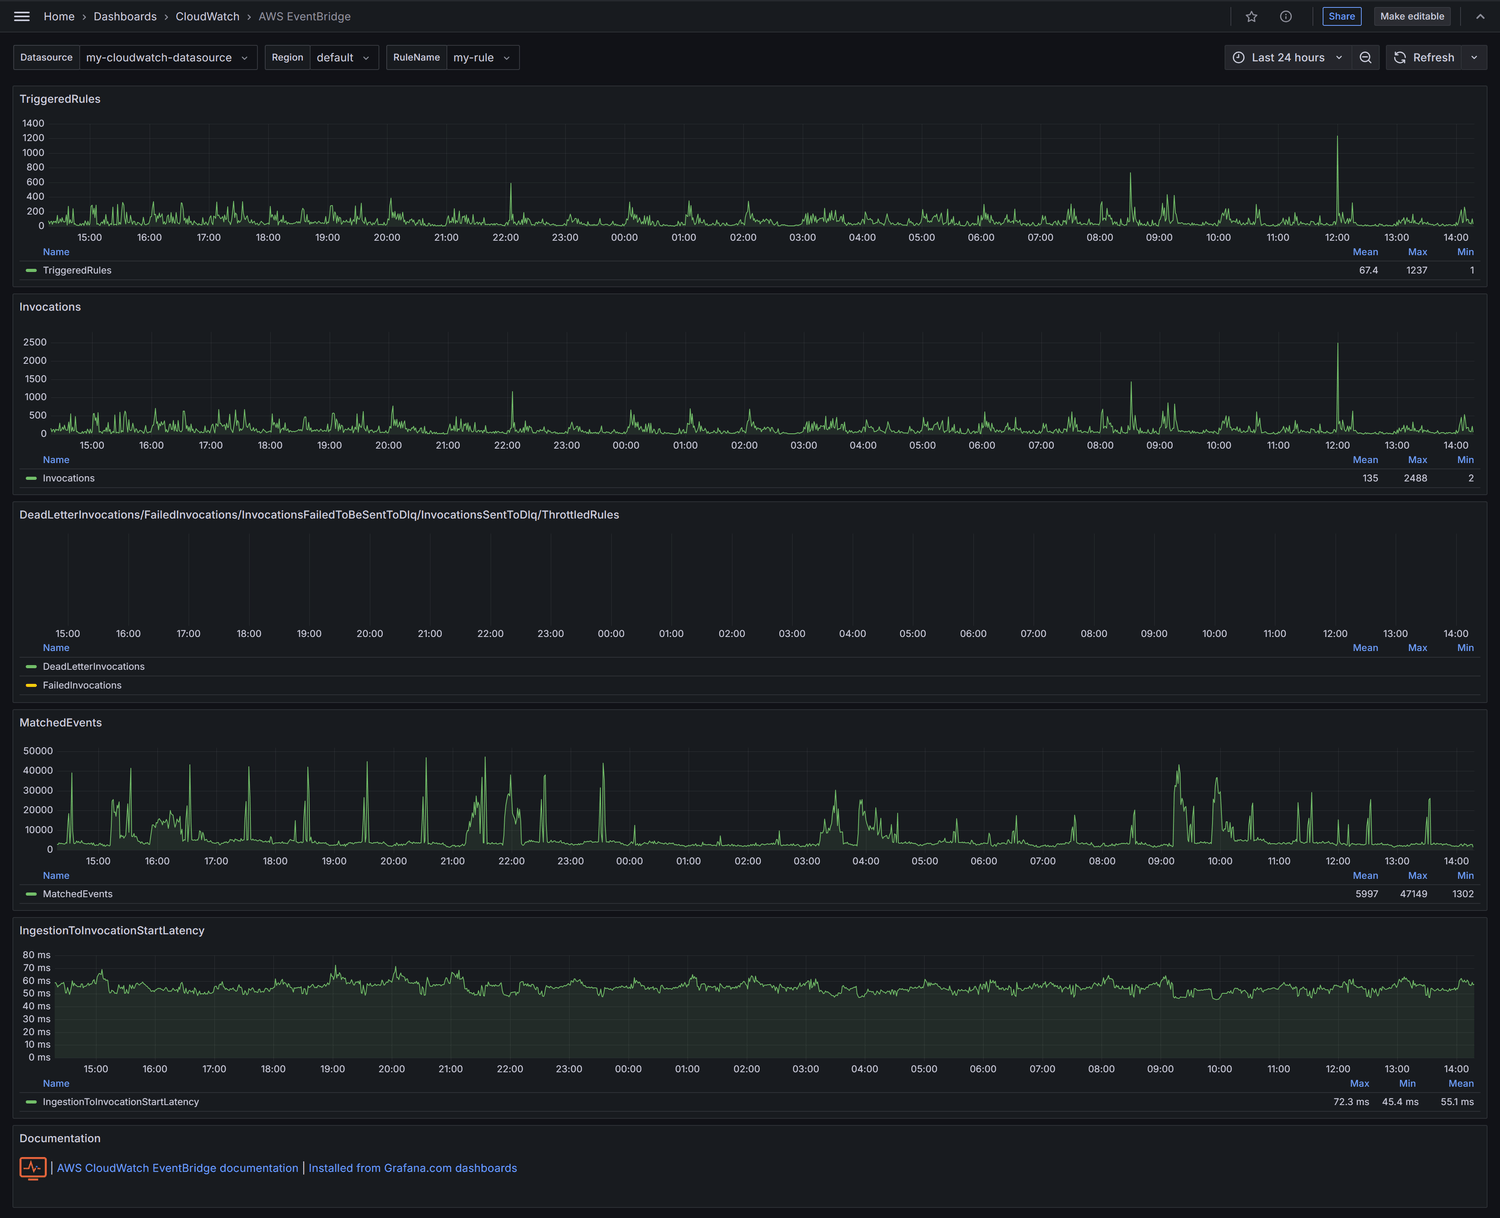 Home › Dashboards › CloudWatch › AWS EventBridge Share Make editable
Datasource my-cloudwatch-datasource Region default RuleName my-rule Last 24 hours Refresh
TriggeredRules
1400
1200
1000
800
600
400
200
0
15:00 16:00 17:00 18:00 19:00 20:00 21:00 22:00 23:00 00:00 01:00 02:00 03:00 04:00 05:00 06:00 07:00 08:00 09:00 10:00 11:00 12:00 13:00 14:00
Name Mean Max Min
TriggeredRules 67.4 1237 1
Invocations
2500
2000
1500
1000
500
0
15:00 16:00 17:00 18:00 19:00 20:00 21:00 22:00 23:00 00:00 01:00 02:00 03:00 04:00 05:00 06:00 07:00 08:00 09:00 10:00 11:00 12:00 13:00 14:00
Name Mean Max Min
Invocations 135 2488 2
DeadLetterInvocations/FailedInvocations/InvocationsFailedToBeSentToDlq/InvocationsSentToDlq/ThrottledRules
15:00 16:00 17:00 18:00 19:00 20:00 21:00 22:00 23:00 00:00 01:00 02:00 03:00 04:00 05:00 06:00 07:00 08:00 09:00 10:00 11:00 12:00 13:00 14:00
Name Mean Max Min
DeadLetterInvocations
FailedInvocations
MatchedEvents
50000
40000
30000
20000
10000
0
15:00 16:00 17:00 18:00 19:00 20:00 21:00 22:00 23:00 00:00 01:00 02:00 03:00 04:00 05:00 06:00 07:00 08:00 09:00 10:00 11:00 12:00 13:00 14:00
Name Mean Max Min
MatchedEvents 5997 47149 1302
IngestionToInvocationStartLatency
80 ms
70 ms
60 ms
50 ms
40 ms
30 ms
20 ms
10 ms
0 ms
15:00 16:00 17:00 18:00 19:00 20:00 21:00 22:00 23:00 00:00 01:00 02:00 03:00 04:00 05:00 06:00 07:00 08:00 09:00 10:00 11:00 12:00 13:00 14:00
Name Max Min Mean
IngestionToInvocationStartLatency 72.3 ms 45.4 ms 55.1 ms
Documentation
| AWS CloudWatch EventBridge documentation | Installed from Grafana.com dashboards